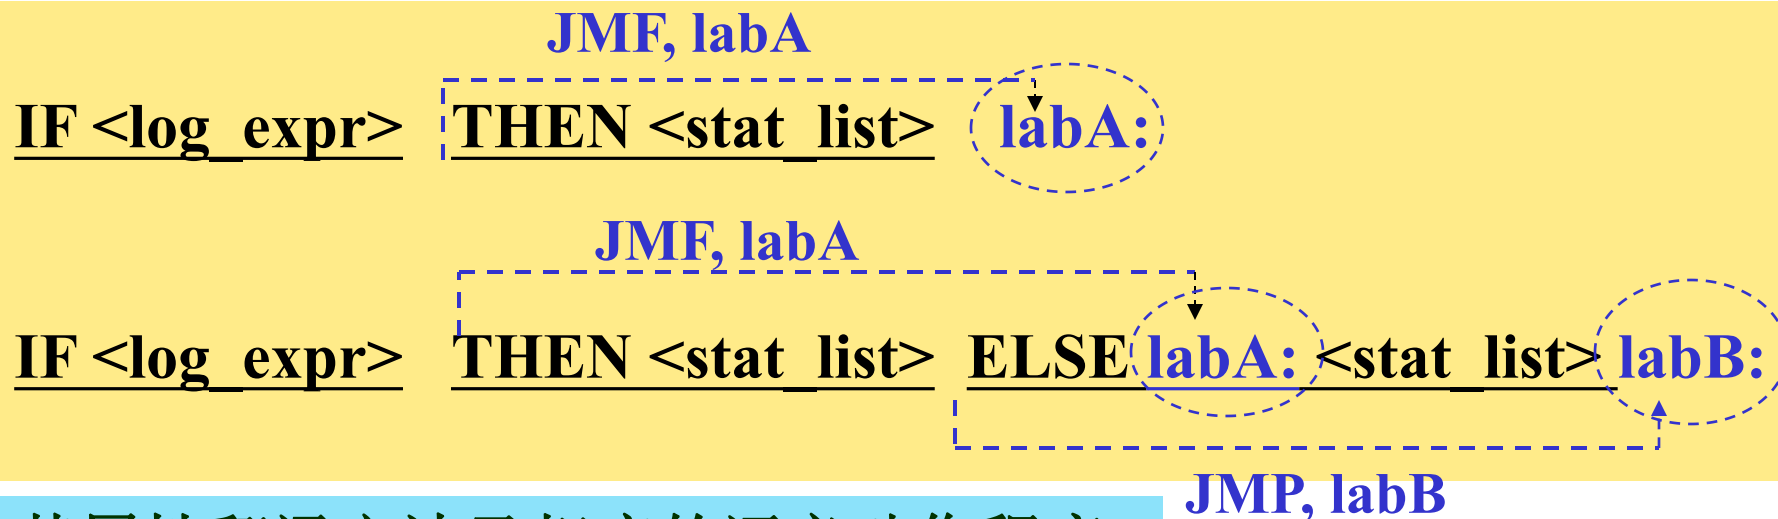 JMF, labA
IF <log_expr> THEN <stat_list> labA:
JMF, labA
IF <log_expr> THEN <stat_list> ELSE labA: <stat_list> labB:
JMP, labB